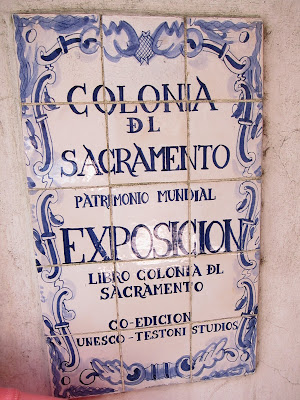 COLONIA
DL
SACRAMENTO
PATRIMONIO MUNDIAL
EXPOSICION
LIBRO COLONIA DL
SACRAMENTO
CO-EDICION
UNESCO-TESTONI STUDIOS